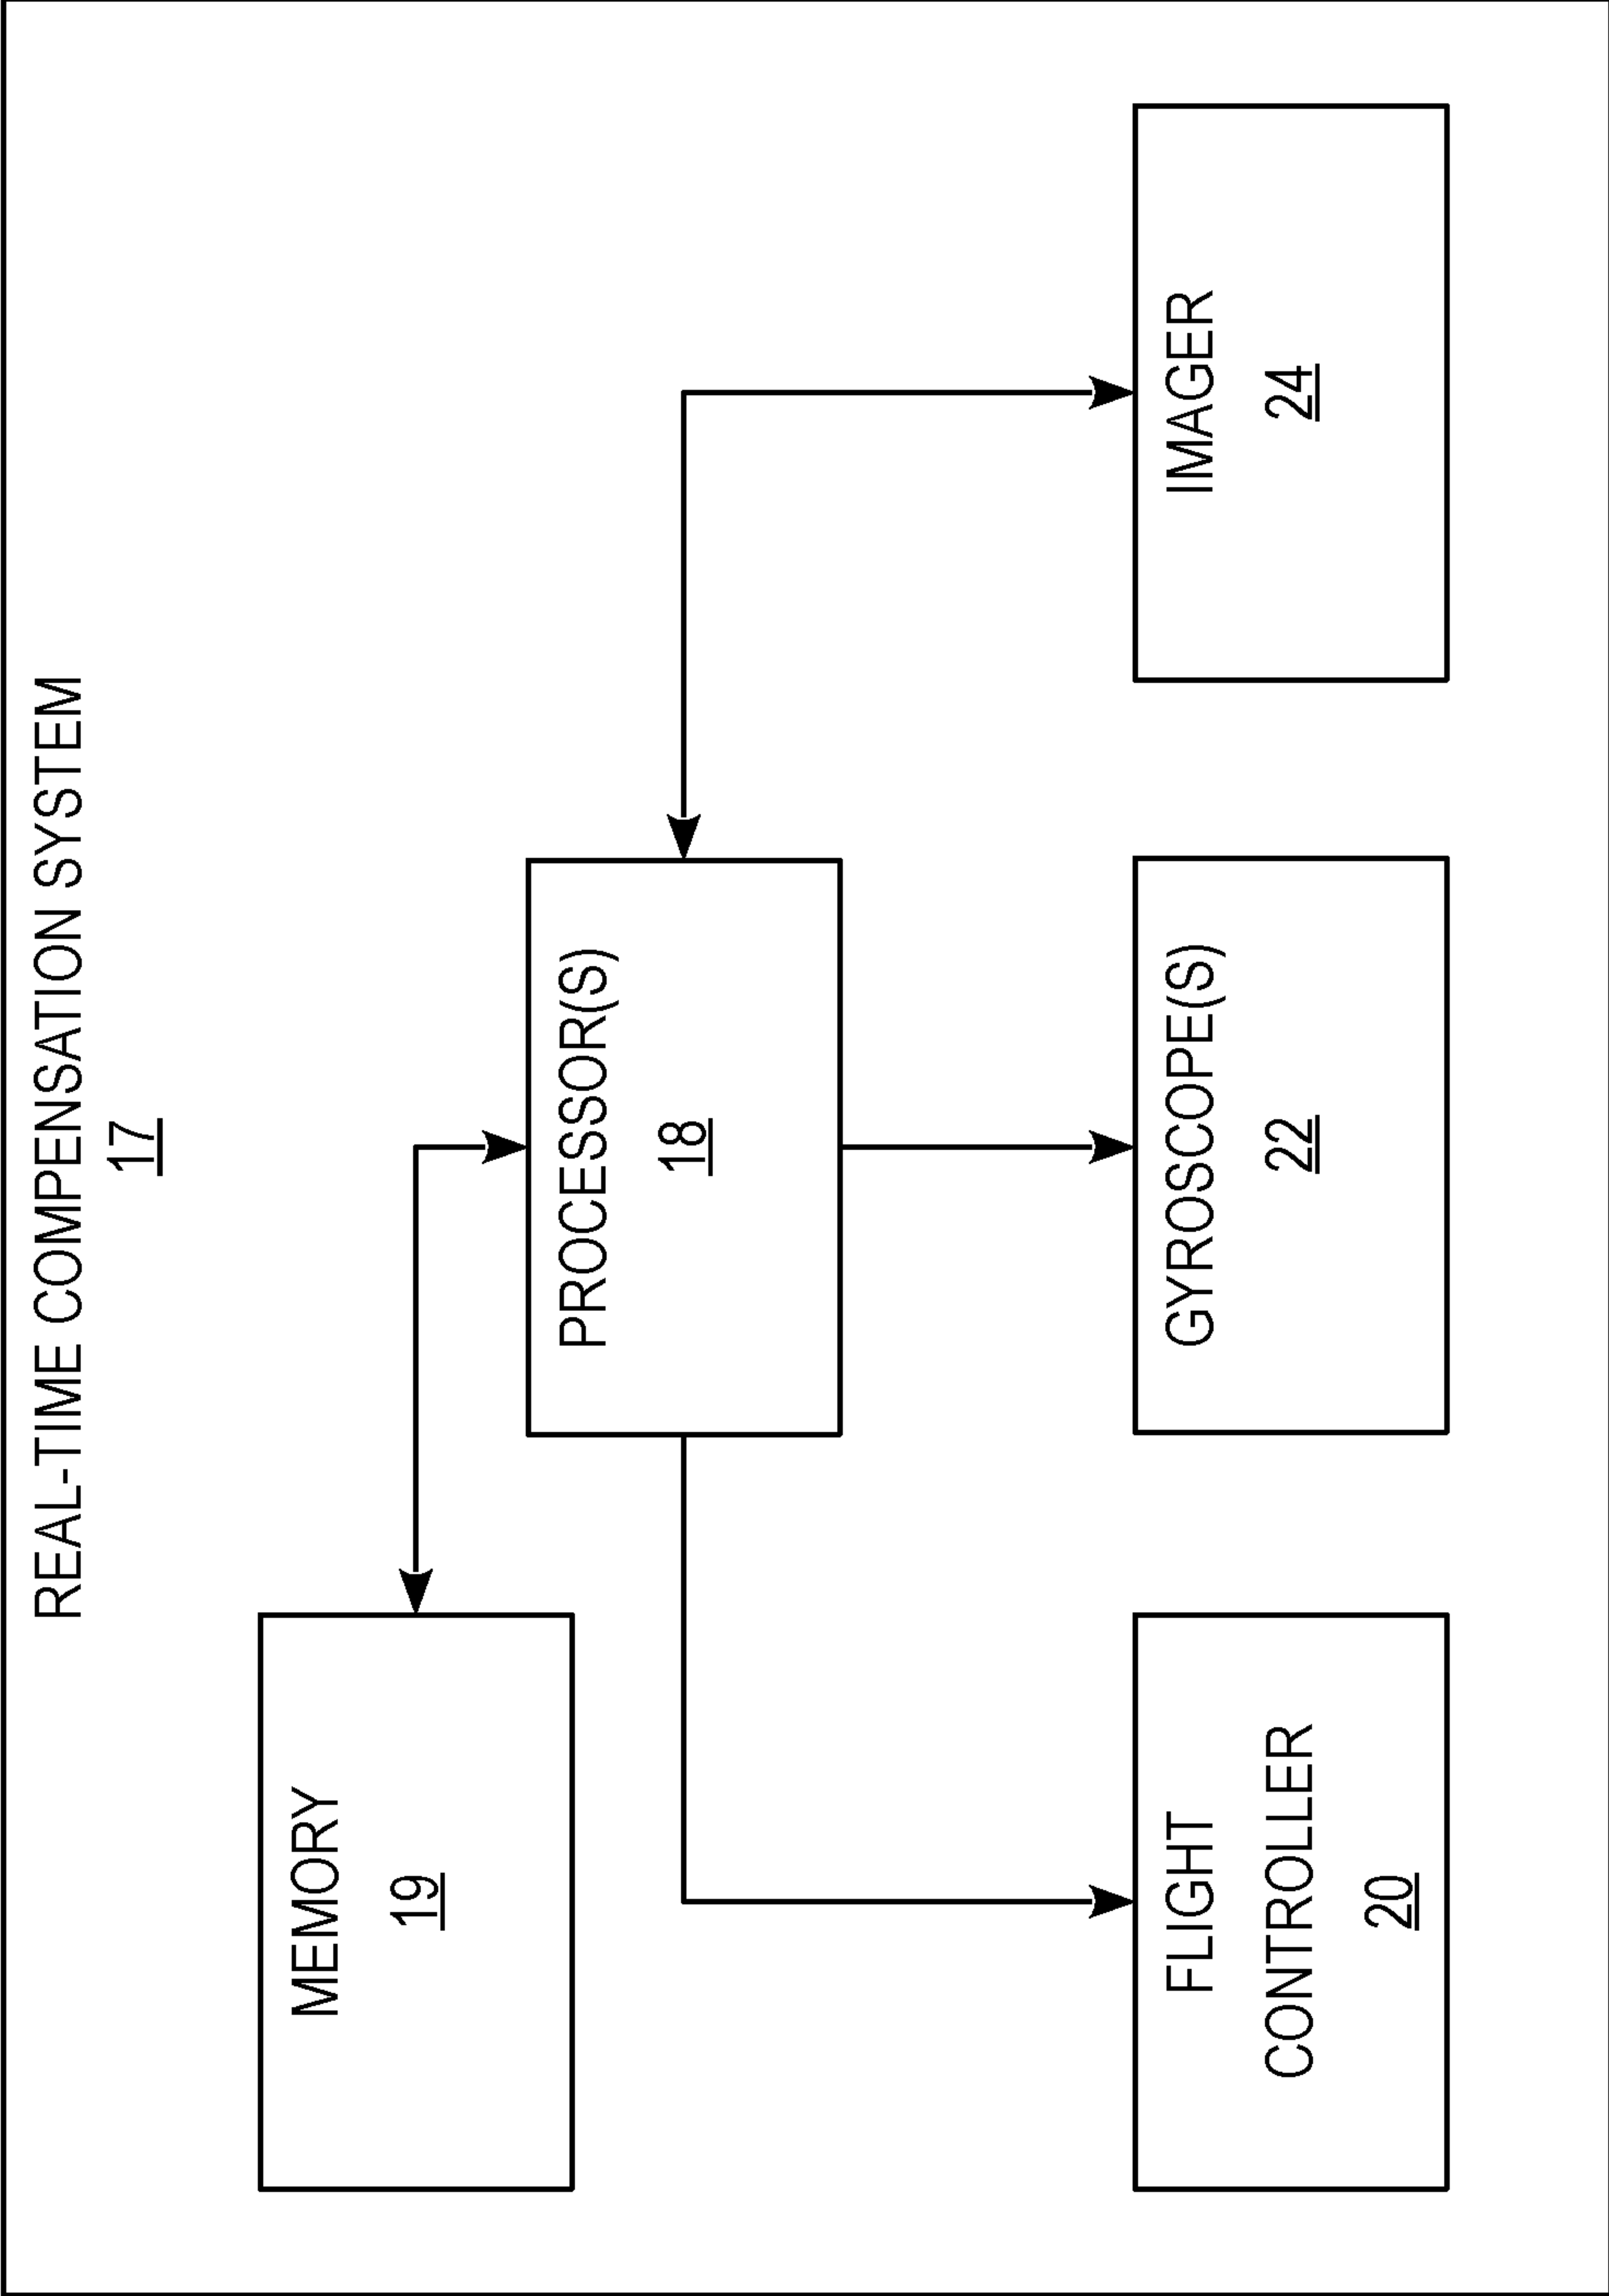 REAL-TIME COMPENSATION SYSTEM
17
MEMORY
19
PROCESSOR(S)
18
FLIGHT
CONTROLLER
20
GYROSCOPE(S)
22
IMAGER
24